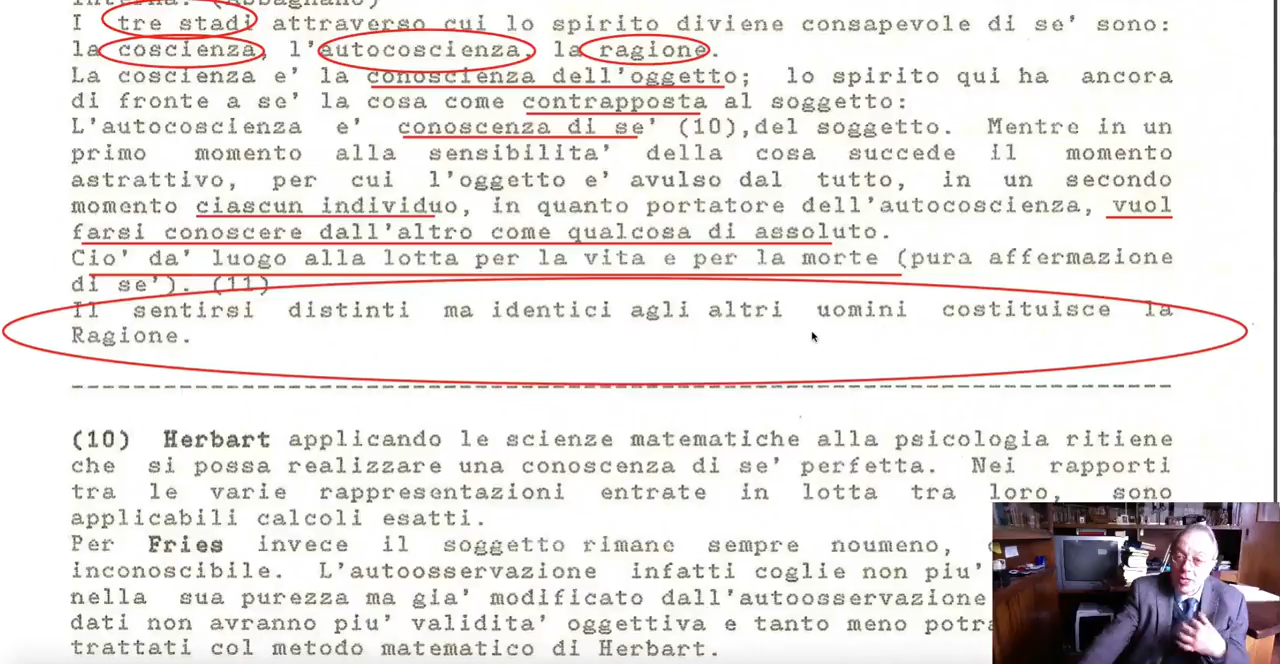 interna. (Abbagnano)
I tre stadi attraverso cui lo spirito diviene consapevole di se' sono:
la coscienza, l'autocoscienza, la ragione.
La coscienza e' la conoscienza dell'oggetto; lo spirito qui ha ancora
di fronte a se' la cosa come contrapposta al soggetto:
L'autocoscienza e' conoscenza di se' (10),del soggetto. Mentre in un
primo momento alla sensibilita' della cosa succede il momento
astrattivo, per cui l'oggetto e' avulso dal tutto, in un secondo
momento ciascun individuo, in quanto portatore dell'autocoscienza, vuol
farsi conoscere dall'altro come qualcosa di assoluto.
Cio' da' luogo alla lotta per la vita e per la morte (pura affermazione
di se'). (11)
Il sentirsi distinti ma identici agli altri uomini costituisce la
Ragione.
(10) Herbart applicando le scienze matematiche alla psicologia ritiene
che si possa realizzare una conoscenza di se' perfetta. Nei rapporti
tra le varie rappresentazioni entrate in lotta tra loro, sono
applicabili calcoli esatti.
Per Fries invece il soggetto rimane sempre noumeno,
inconoscibile. L'autoosservazione infatti coglie non piu'
nella sua purezza ma già modificato dall'autoosservazione
dati non avranno piu' validita' oggettiva e tanto meno
trattati col metodo matematico di Herbart.